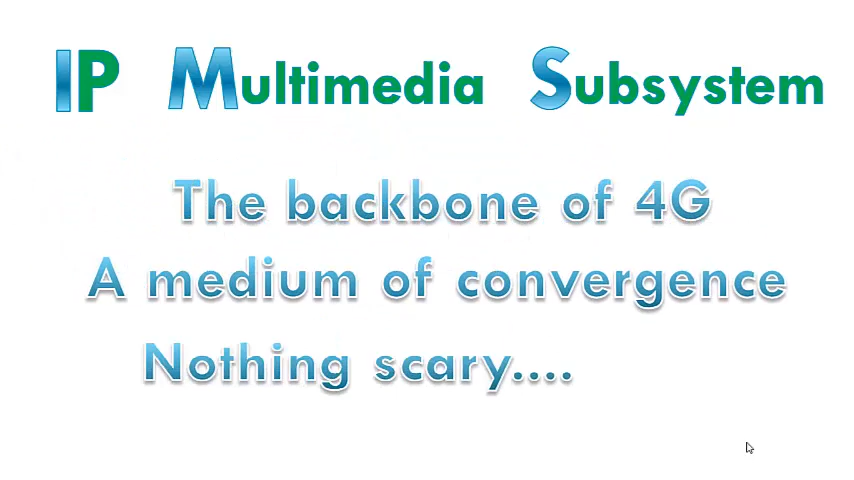 IP Multimedia Subsystem
The backbone of 4G
A medium of convergence
Nothing scary....